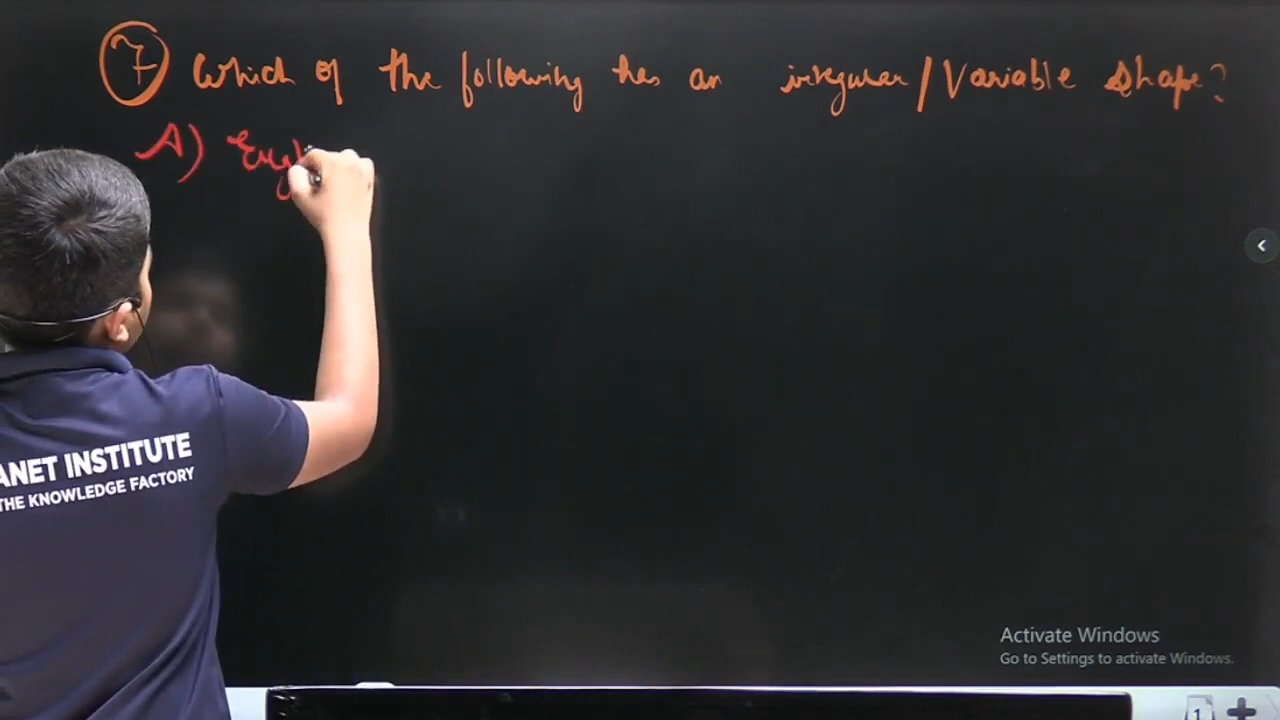 7 Which of the following has an irregular/Variable Shape?
A)
ANET INSTITUTE
THE KNOWLEDGE FACTORY
Activate Windows
Go to Settings to activate Windows.
1